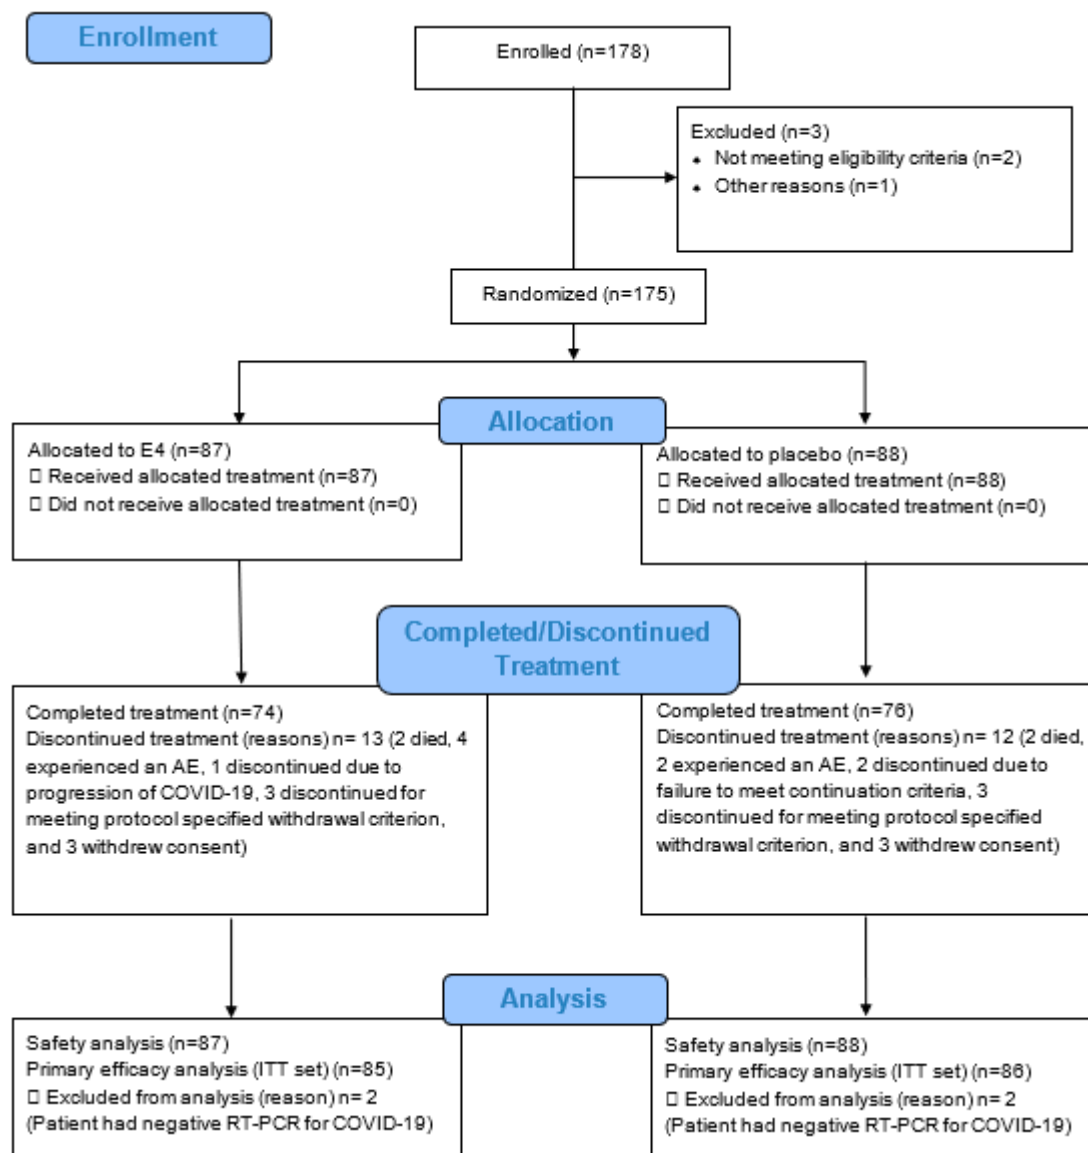 Enrollment
Enrolled (n=178)
Excluded (n=3)
• Not meeting eligibility criteria (n=2)
• Other reasons (n=1)
Randomized (n=175)
Allocation
Allocated to E4 (n=87)
□ Received allocated treatment (n=87)
□ Did not receive allocated treatment (n=0)
Allocated to placebo (n=88)
□ Received allocated treatment (n=88)
□ Did not receive allocated treatment (n=0)
Completed/Discontinued
Treatment
Completed treatment (n=74)
Discontinued treatment (reasons) n= 13 (2 died, 4
experienced an AE, 1 discontinued due to
progression of COVID-19, 3 discontinued for
meeting protocol specified withdrawal criterion,
and 3 withdrew consent)
Completed treatment (n=76)
Discontinued treatment (reasons) n= 12 (2 died,
2 experienced an AE, 2 discontinued due to
failure to meet continuation criteria, 3
discontinued for meeting protocol specified
withdrawal criterion, and 3 withdrew consent)
Analysis
Safety analysis (n=87)
Primary efficacy analysis (ITT set) (n=85)
□ Excluded from analysis (reason) n= 2
(Patient had negative RT-PCR for COVID-19)
Safety analysis (n=88)
Primary efficacy analysis (ITT set) (n=86)
□ Excluded from analysis (reason) n= 2
(Patient had negative RT-PCR for COVID-19)